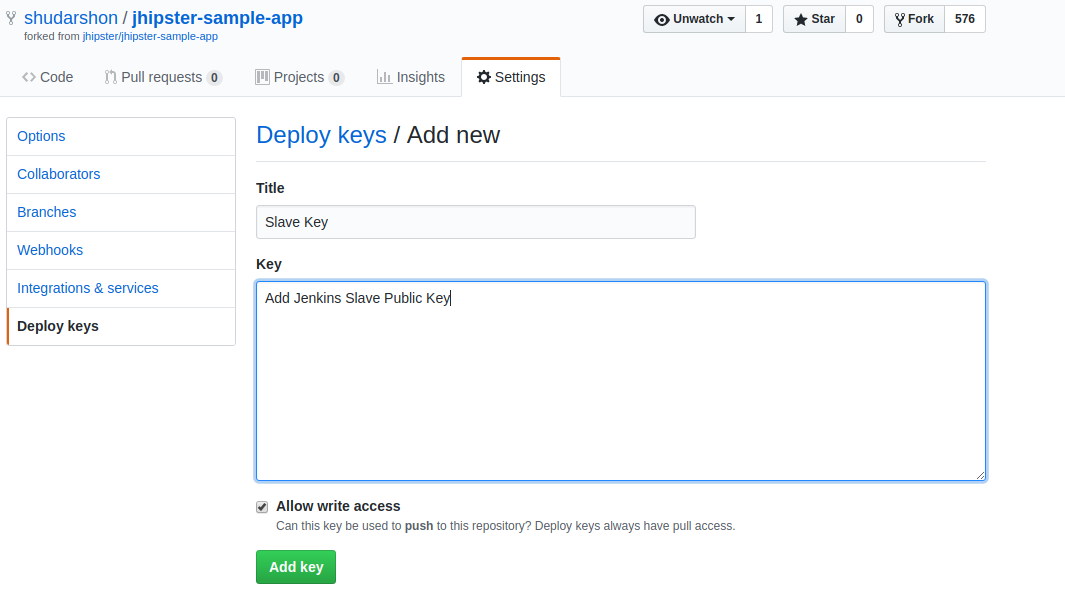 shudarshon / jhipster-sample-app
forked from jhipster/jhipster-sample-app
Unwatch 1 Star 0 Fork 576
Code Pull requests 0 Projects 0 Insights Settings
Options
Collaborators
Branches
Webhooks
Integrations & services
Deploy keys
Deploy keys / Add new
Title
Slave Key
Key
Add Jenkins Slave Public Key
Allow write access
Can this key be used to push to this repository? Deploy keys always have pull access.
Add key